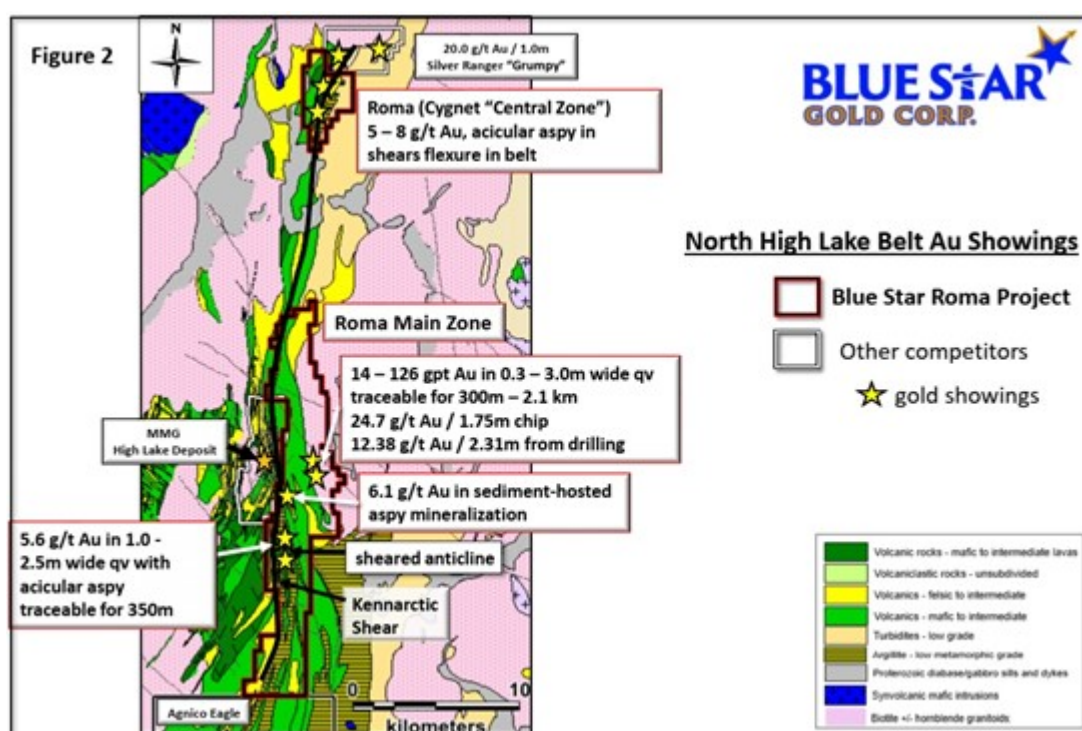 Figure 2
N
20.0 g/t Au / 1.0m
Silver Ranger "Grumpy"
BLUE STAR
GOLD CORP.
Roma (Cygnet "Central Zone")
5 – 8 g/t Au, acicular aspy in
shears flexure in belt
North High Lake Belt Au Showings
Blue Star Roma Project
Other competitors
gold showings
Roma Main Zone
14 – 126 gpt Au in 0.3 – 3.0m wide qv
traceable for 300m – 2.1 km
24.7 g/t Au / 1.75m chip
12.38 g/t Au / 2.31m from drilling
MMG
High Lake Deposit
6.1 g/t Au in sediment-hosted
aspy mineralization
5.6 g/t Au in 1.0 -
2.5m wide qv with
acicular aspy
traceable for 350m
sheared anticline
Kennarctic
Shear
Agnico Eagle
0 10
kilometers
Volcanic rocks - mafic to intermediate lavas
Volcaniclastic rocks - unsubdivided
Volcanics - felsic to intermediate
Volcanics - mafic to intermediate
Turbidites - low grade
Argillite - low metamorphic grade
Proterozoic diabase/gabbro sills and dykes
Synvolcanic mafic intrusions
Biotite +/- hornblende granitoids